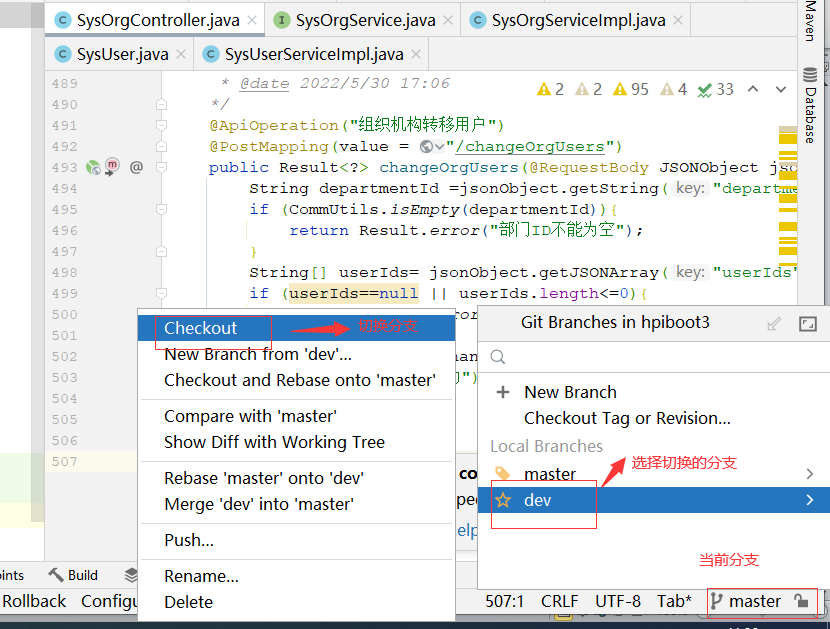 SysOrgController.java
SysOrgService.java
SysOrgServiceImpl.java
SysUser.java
SysUserServiceImpl.java
Maven
Database
489 * @date 2022/5/30 17:06
2 2 95 4 33
490 */
491 @ApiOperation("组织机构转移用户")
492 @PostMapping(value = "/changeOrgUsers")
493 public Result<?> changeOrgUsers(@RequestBody JSONObject jso
494 String departmentId =jsonObject.getString( key: "departme
495 if (CommUtils.isEmpty(departmentId)){
496 return Result.error("部门ID不能为空");
497 }
498 String[] userIds= jsonObject.getJSONArray( key: "userIds"
499 if (userIds==null || userIds.length<=0){
500
501
502
503
504
505
506
507
Checkout
切换分支
New Branch from 'dev'...
Checkout and Rebase onto 'master'
Compare with 'master'
Show Diff with Working Tree
Rebase 'master' onto 'dev'
Merge 'dev' into 'master'
Push...
Rename...
Delete
Git Branches in hpiboot3
New Branch
Checkout Tag or Revision...
Local Branches
master
选择切换的分支
dev
当前分支
ints
Build
Rollback
Configu
507:1 CRLF UTF-8 Tab* master